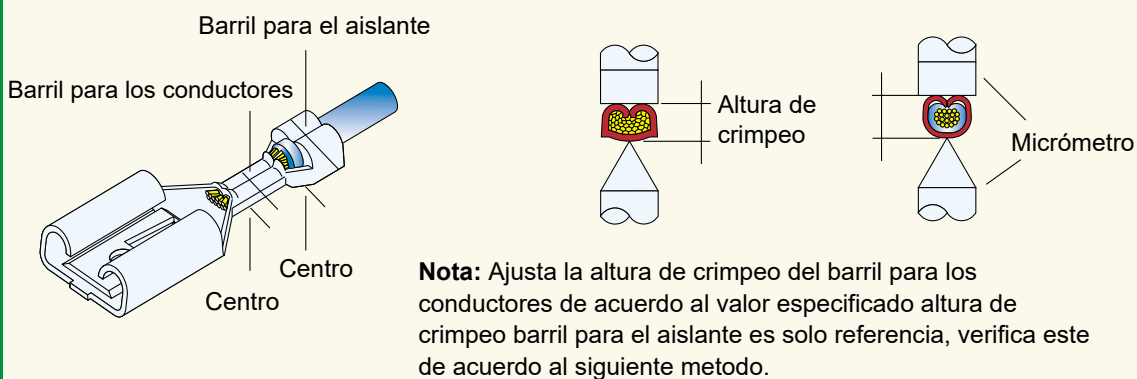 Barril para el aislante
Barril para los conductores
Centro
Centro
Altura de
crimpeo
Micrómetro
Nota: Ajusta la altura de crimpeo del barril para los
conductores de acuerdo al valor especificado altura de
crimpeo barril para el aislante es solo referencia, verifica este
de acuerdo al siguiente metodo.